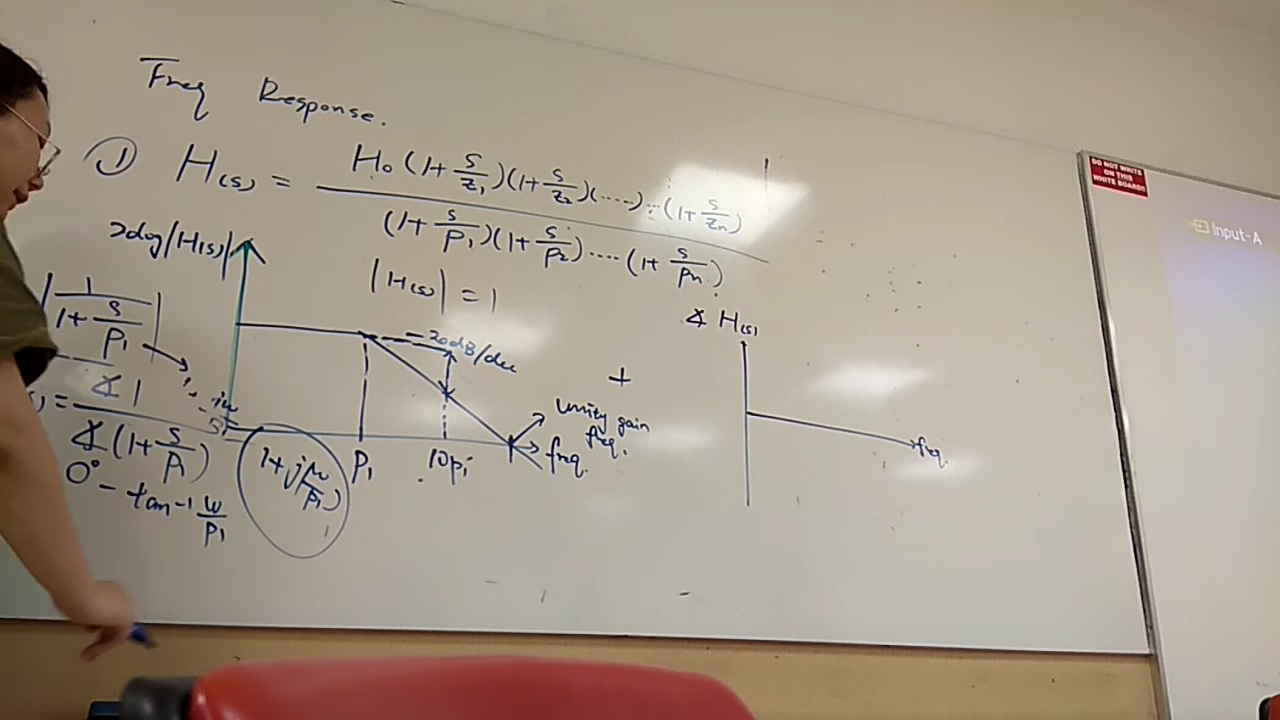 Freq Response.
① H(s) = H₀(1+s/z₁)(1+s/z₂)(....)...(1+s/zₙ) / (1+s/p₁)(1+s/p₂)....(1+s/pₙ)
20log|H(s)|
|H(s)| = 1
|1/(1+s/p₁)|
-20dB/dec
∡ H(s)
+
unity gain
freq.
∡1 / ∡(1+s/p₁)
0° - tan⁻¹ w/p₁
1+jw/p₁)
p₁
10p₁
freq.
freq.
DO NOT WRITE
ON THIS
WHITE BOARD!!
Input-A